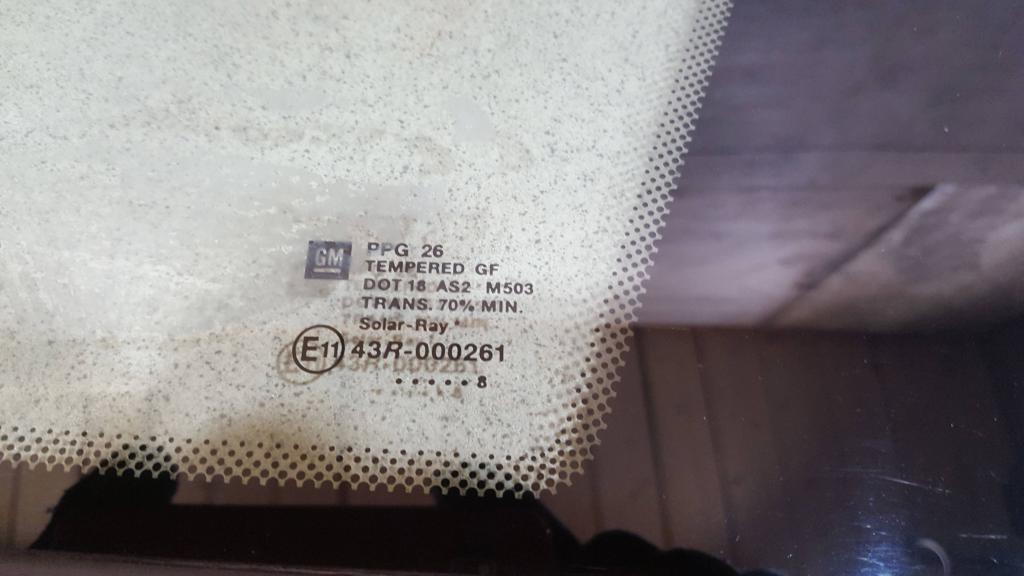 GM
PPG 26
TEMPERED GF
DOT 18 AS2 M503
TRANS. 70% MIN.
Solar-Ray
E11 43R-000261
• • • • • • 8